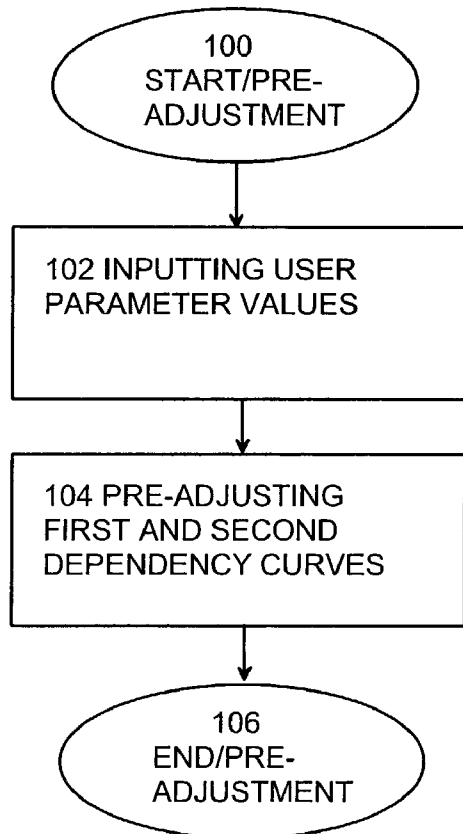 100
START/PRE-
ADJUSTMENT
102 INPUTTING USER
PARAMETER VALUES
104 PRE-ADJUSTING
FIRST AND SECOND
DEPENDENCY CURVES
106
END/PRE-
ADJUSTMENT